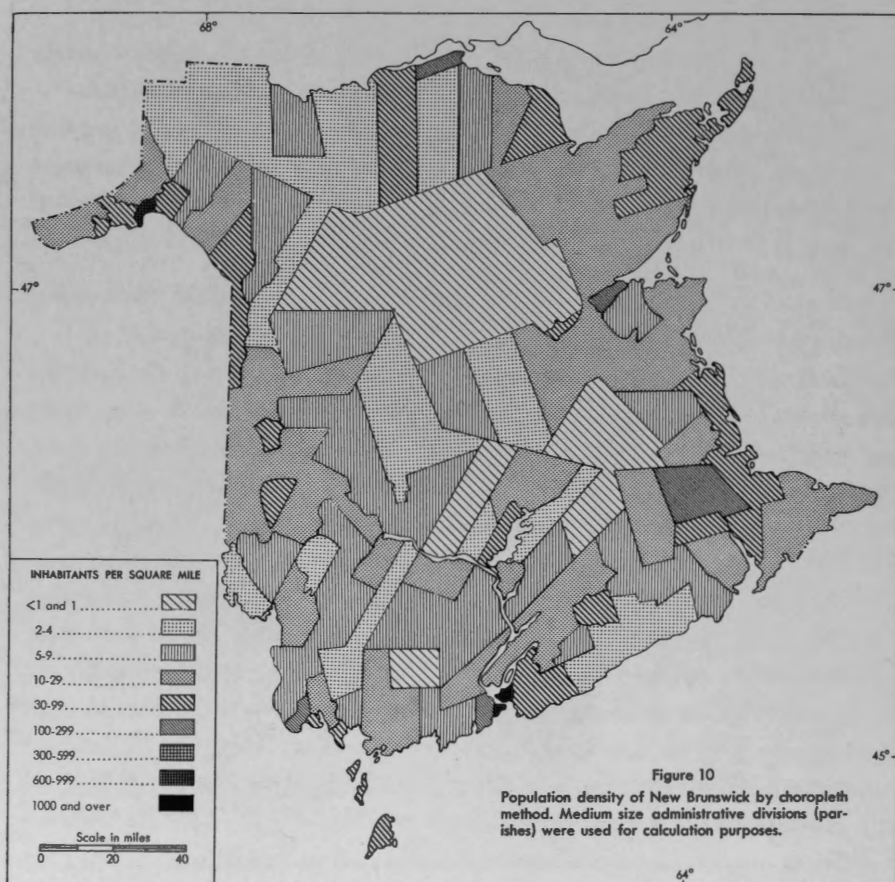 68°
64°
47°
47°
INHABITANTS PER SQUARE MILE
<1 and 1
2-4
5-9
10-29
30-99
100-299
300-599
600-999
1000 and over
Scale in miles
0 20 40
45°
Figure 10
Population density of New Brunswick by choropleth
method. Medium size administrative divisions (par-
ishes) were used for calculation purposes.
64°